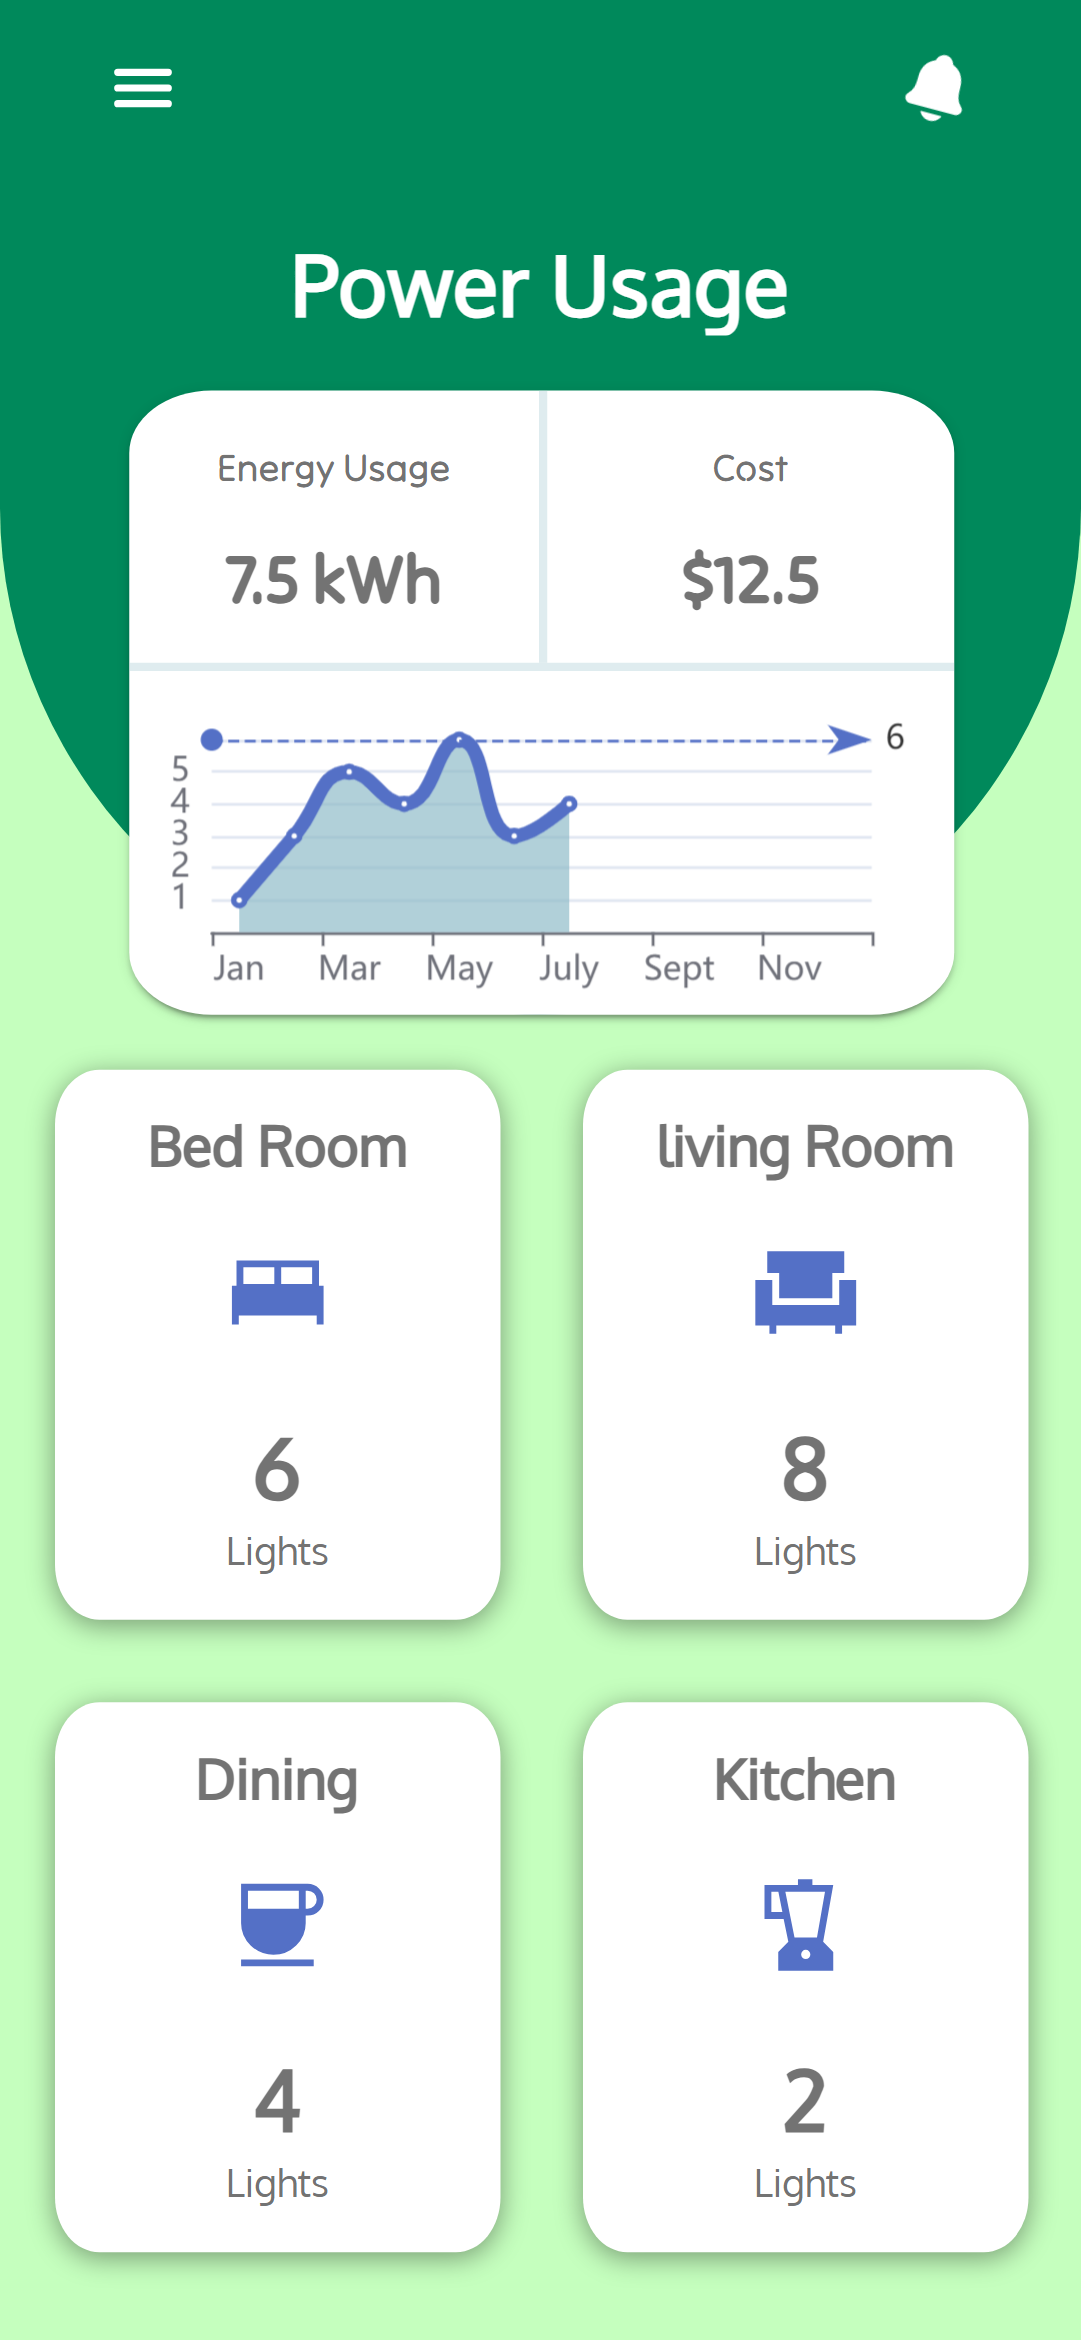 Power Usage
Energy Usage
Cost
7.5 kWh
$12.5
6
5
4
3
2
1
Jan Mar May July Sept Nov
Bed Room
6
Lights
living Room
8
Lights
Dining
4
Lights
Kitchen
2
Lights